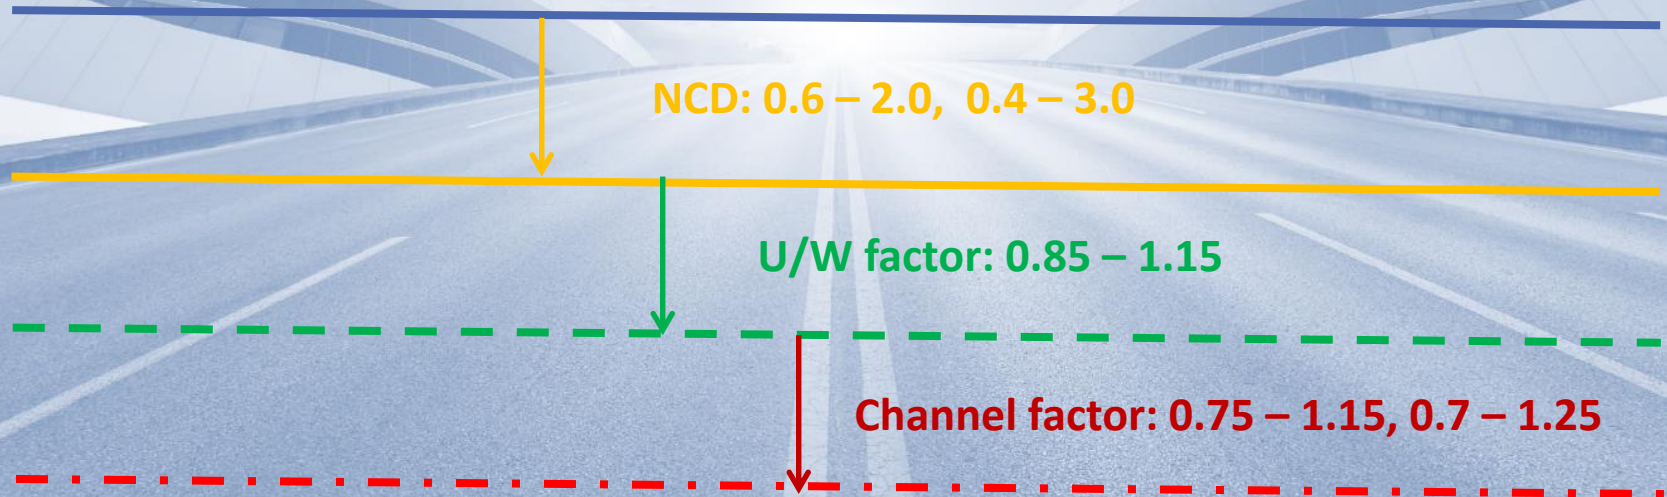 NCD: 0.6 – 2.0, 0.4 – 3.0
U/W factor: 0.85 – 1.15
Channel factor: 0.75 – 1.15, 0.7 – 1.25